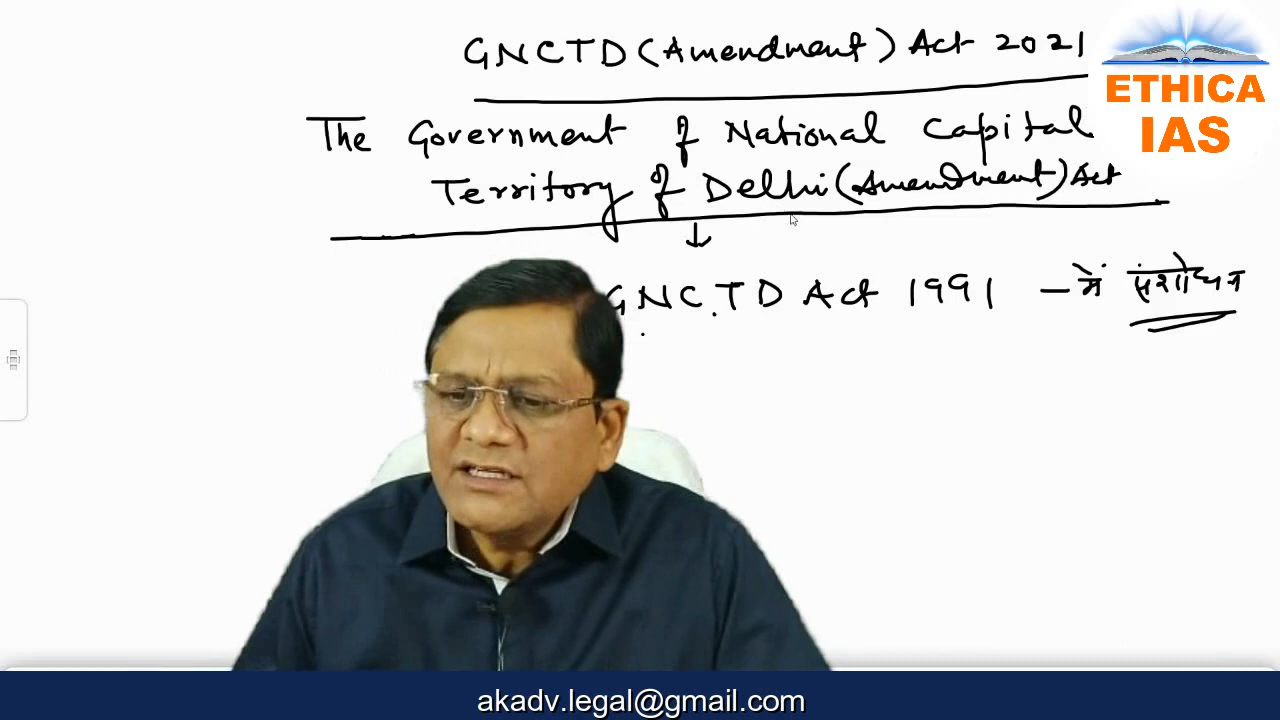 GNCTD (Amendment) Act 2021
ETHICA
IAS
The Government of National Capital
Territory of Delhi (Amendment) Act
GNCTD Act 1991 – में संशोधन
akadv.legal@gmail.com